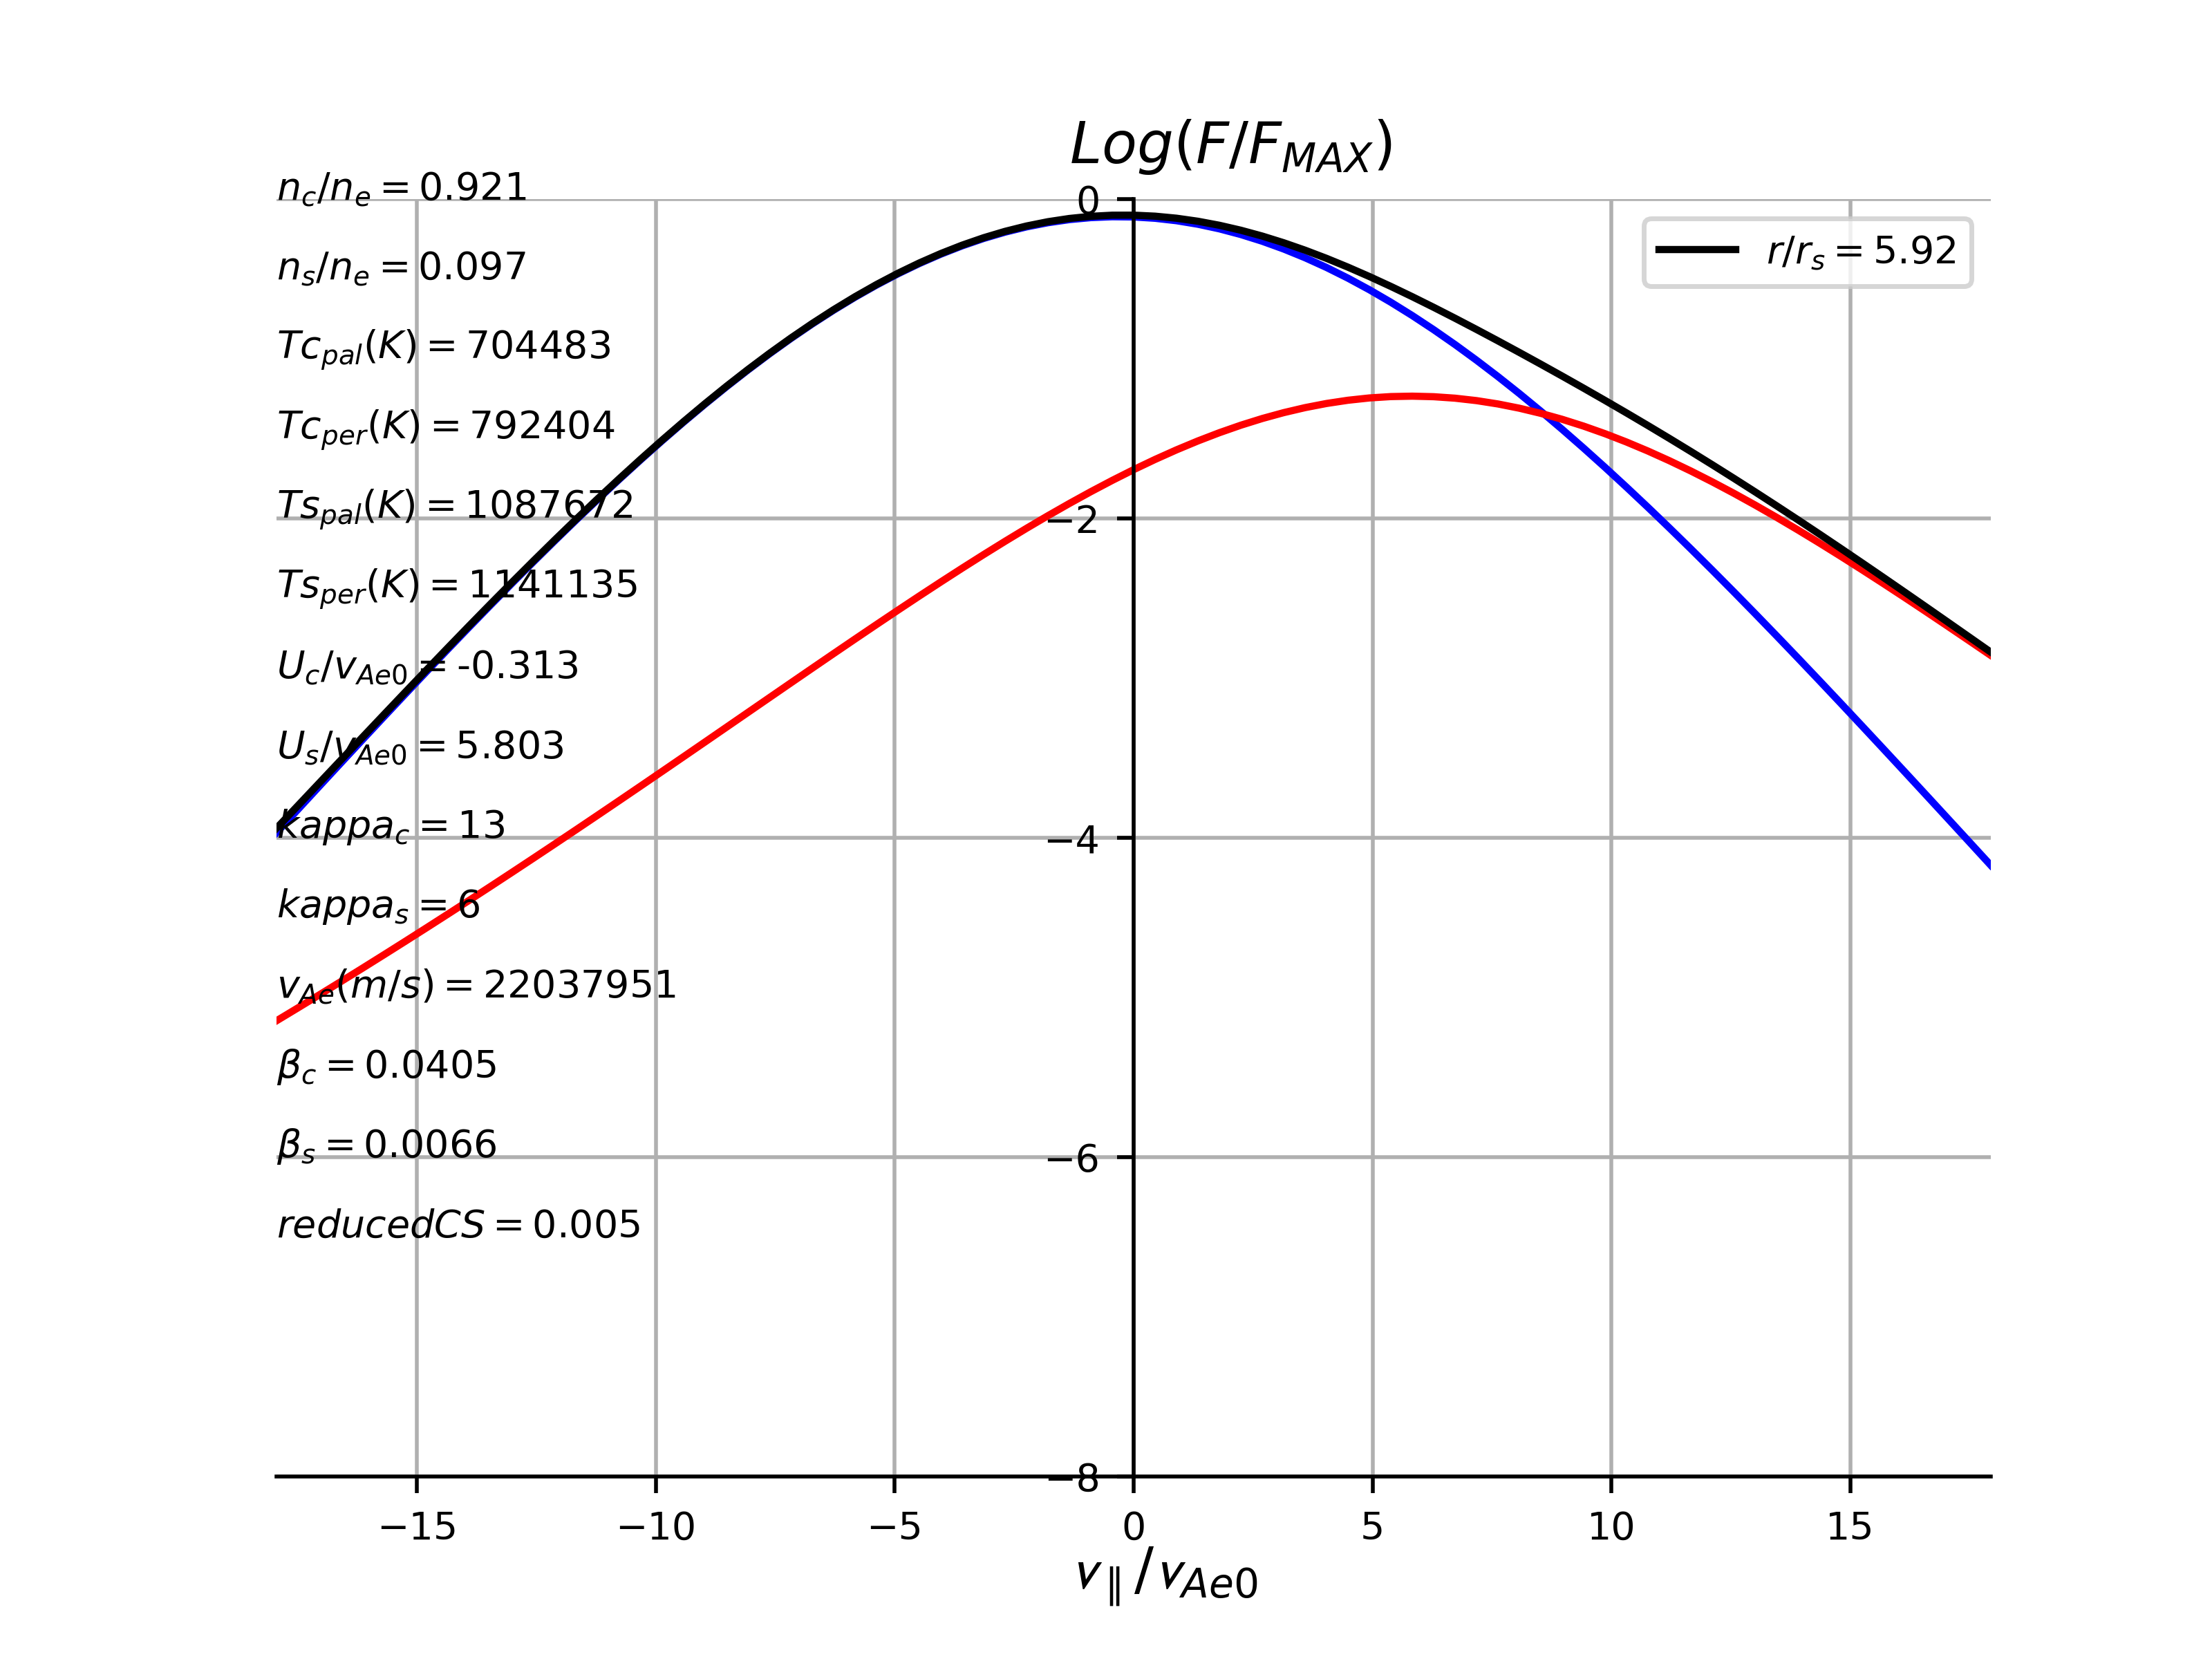 Log(F/F_MAX)
n_c/n_e = 0.921
n_s/n_e = 0.097
Tc_pal(K) = 704483
Tc_per(K) = 792404
Ts_pal(K) = 1087672
Ts_per(K) = 1141135
U_c/v_Ae0 = -0.313
U_s/v_Ae0 = 5.803
kappa_c = 13
kappa_s = 6
v_Ae(m/s) = 22037951
β_c = 0.0405
β_s = 0.0066
reducedCS = 0.005
r/r_s = 5.92
0
−2
−4
−6
−8
−15 −10 −5 0 5 10 15
v_∥/v_Ae0